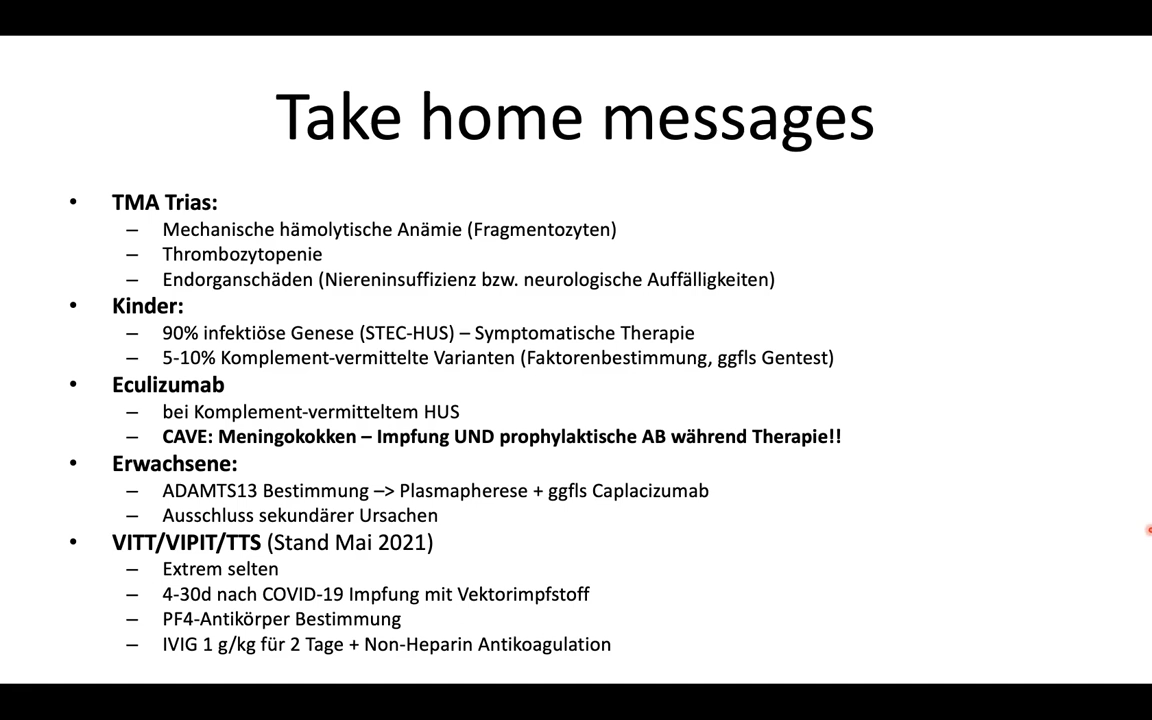 Take home messages
• TMA Trias:
– Mechanische hämolytische Anämie (Fragmentozyten)
– Thrombozytopenie
– Endorganschäden (Niereninsuffizienz bzw. neurologische Auffälligkeiten)
• Kinder:
– 90% infektiöse Genese (STEC-HUS) – Symptomatische Therapie
– 5-10% Komplement-vermittelte Varianten (Faktorenbestimmung, ggfls Gentest)
• Eculizumab
– bei Komplement-vermitteltem HUS
– CAVE: Meningokokken – Impfung UND prophylaktische AB während Therapie!!
• Erwachsene:
– ADAMTS13 Bestimmung –> Plasmapherese + ggfls Caplacizumab
– Ausschluss sekundärer Ursachen
• VITT/VIPIT/TTS (Stand Mai 2021)
– Extrem selten
– 4-30d nach COVID-19 Impfung mit Vektorimpfstoff
– PF4-Antikörper Bestimmung
– IVIG 1 g/kg für 2 Tage + Non-Heparin Antikoagulation